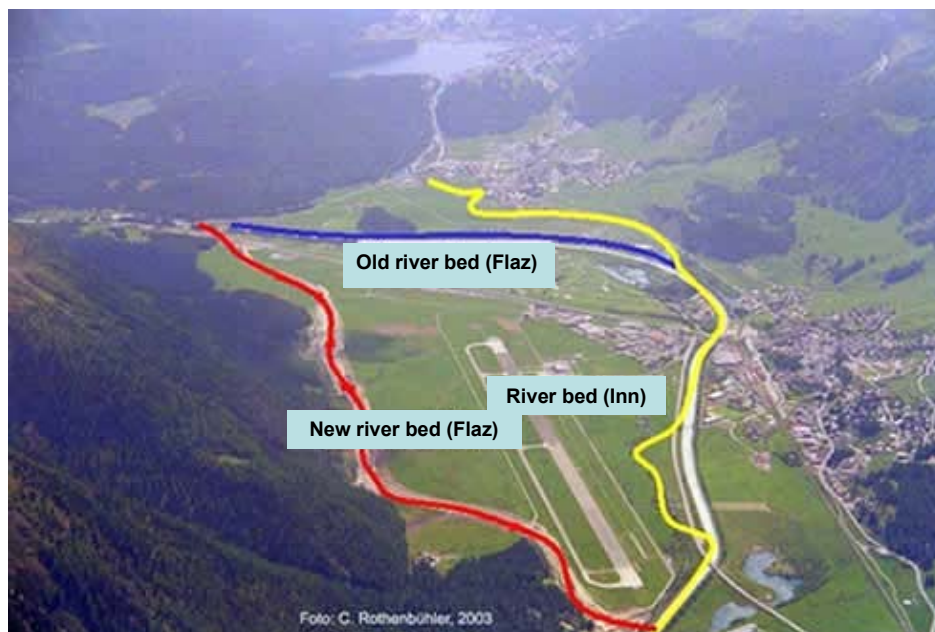 Old river bed (Flaz)
River bed (Inn)
New river bed (Flaz)
Foto: C. Rothenbühler, 2003